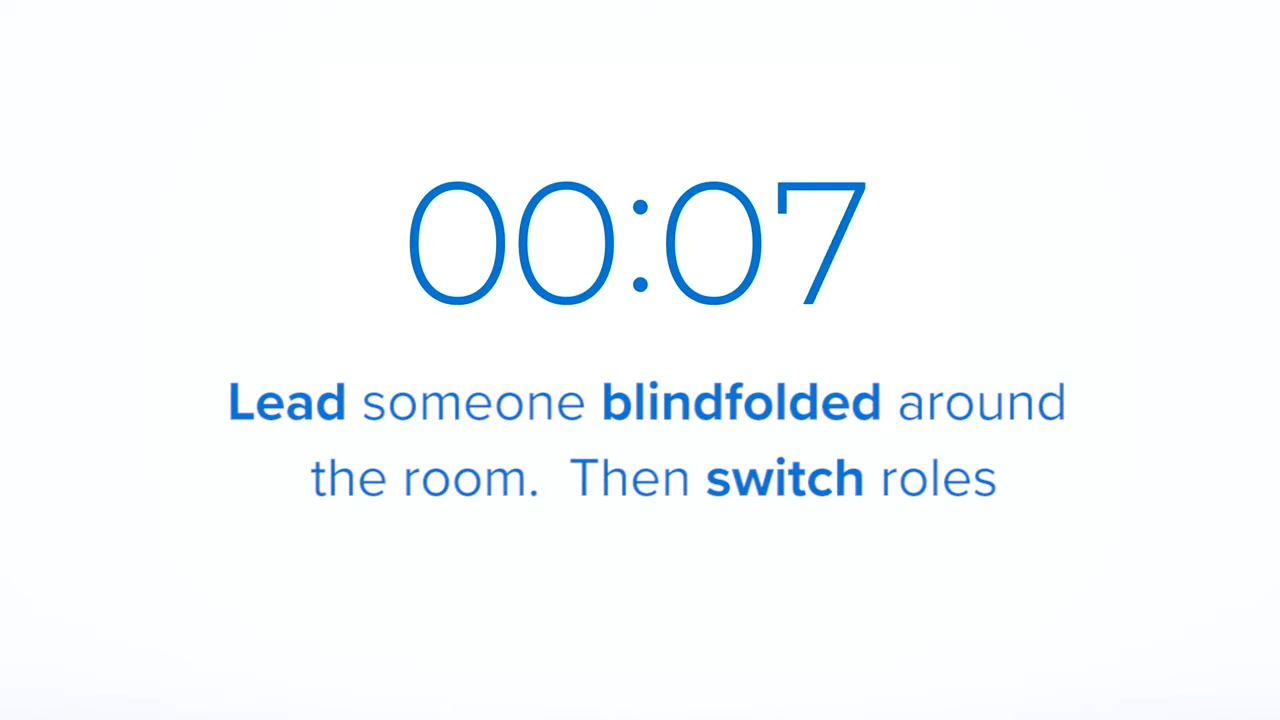 00:07
Lead someone blindfolded around
the room.  Then switch roles